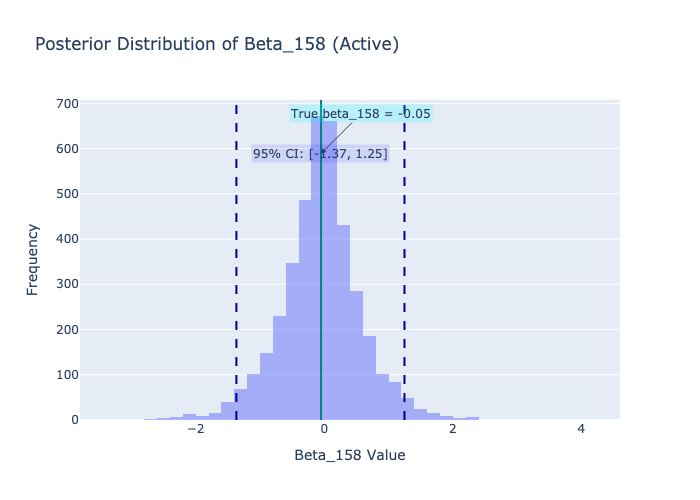 Posterior Distribution of Beta_158 (Active)
700
True beta_158 = -0.05
600
95% CI: [-1.37, 1.25]
500
400
300
200
100
0
Frequency
−2
0
2
4
Beta_158 Value